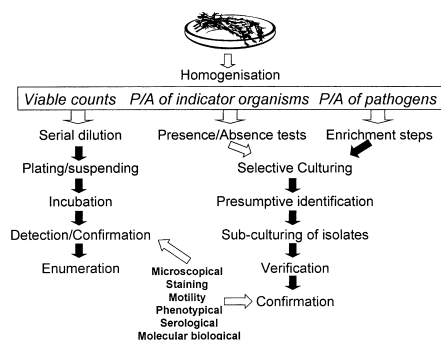 Homogenisation
Viable counts P/A of indicator organisms P/A of pathogens
Serial dilution Presence/Absence tests Enrichment steps
Plating/suspending Selective Culturing
Incubation Presumptive identification
Detection/Confirmation Sub-culturing of isolates
Enumeration Verification
Microscopical
Staining
Motility
Phenotypical Confirmation
Serological
Molecular biological